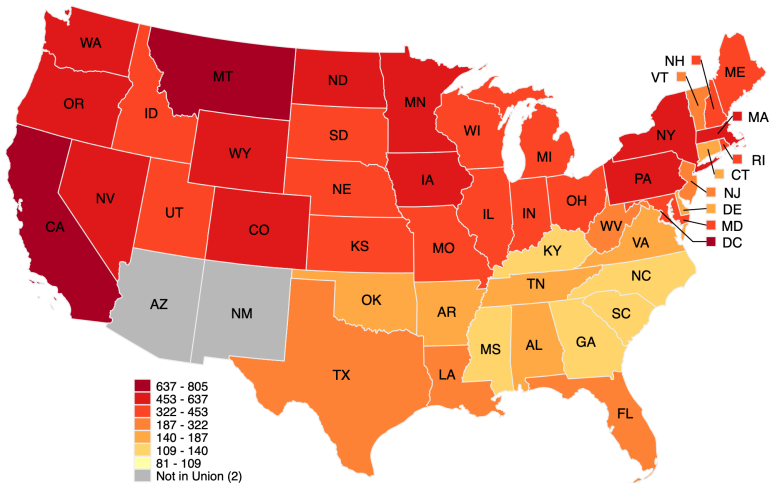 WA
MT
ND
MN
OR
ID
SD
WI
MI
WY
NE
IA
NV
UT
CO
KS
MO
IL
IN
OH
CA
AZ
NM
OK
AR
KY
TN
TX
LA
MS
AL
GA
FL
SC
NC
VA
WV
PA
NY
ME
NH
VT
MA
RI
CT
NJ
DE
MD
DC
637 - 805
453 - 637
322 - 453
187 - 322
140 - 187
109 - 140
81 - 109
Not in Union (2)